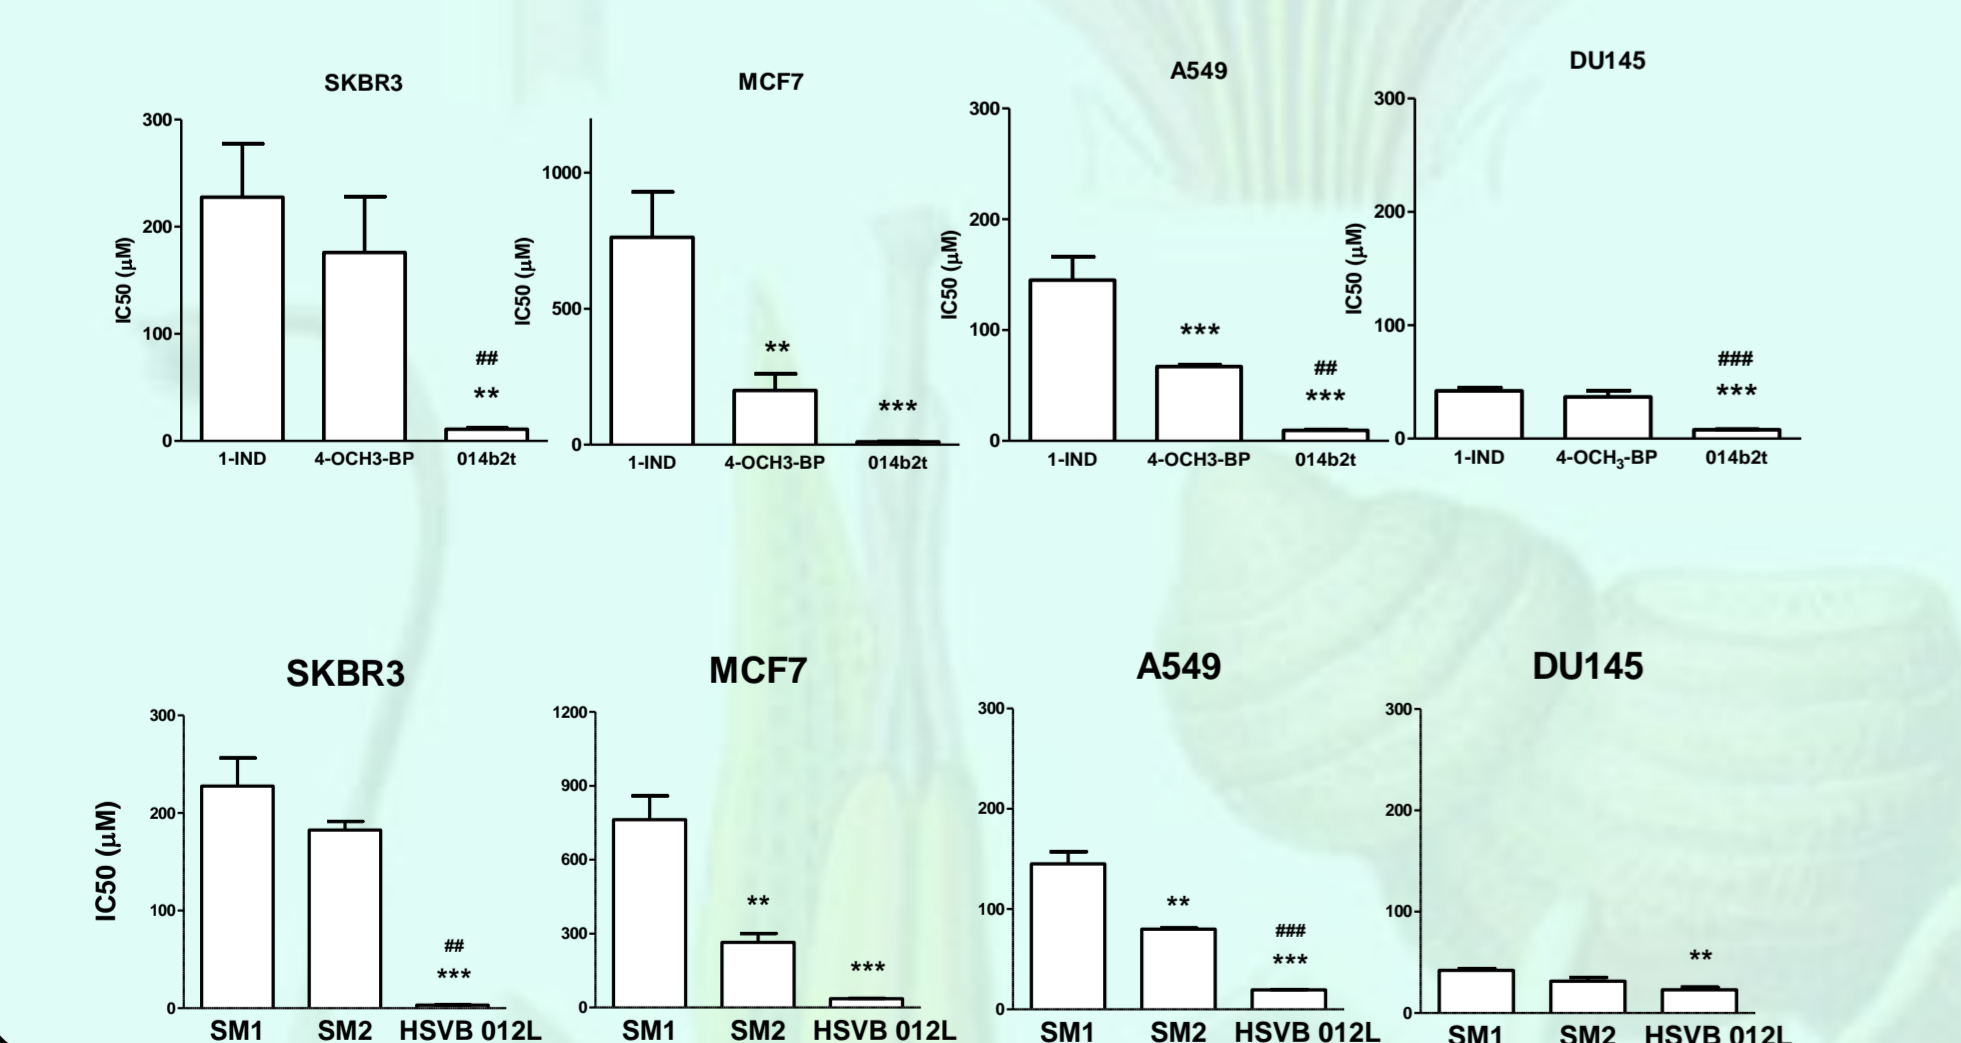 SKBR3
300
200
100
0
IC50 (µM)
##
**
1-IND 4-OCH3-BP 014b2t
MCF7
1000
500
0
IC50 (µM)
**
***
1-IND 4-OCH3-BP 014b2t
A549
300
200
100
0
IC50 (µM)
***
##
***
1-IND 4-OCH3-BP 014b2t
DU145
300
200
100
0
IC50 (µM)
###
***
1-IND 4-OCH₃-BP 014b2t
SKBR3
300
200
100
0
IC50 (µM)
##
***
SM1 SM2 HSVB 012L
MCF7
1200
900
600
300
0
**
***
SM1 SM2 HSVB 012L
A549
300
200
100
0
**
###
***
SM1 SM2 HSVB 012L
DU145
300
200
100
0
**
SM1 SM2 HSVB 012L